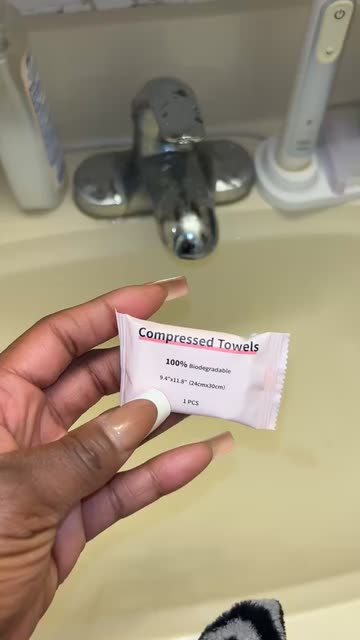 Compressed Towels
100% Biodegradable
9.4"x11.8" (24cmx30cm)
1 PCS